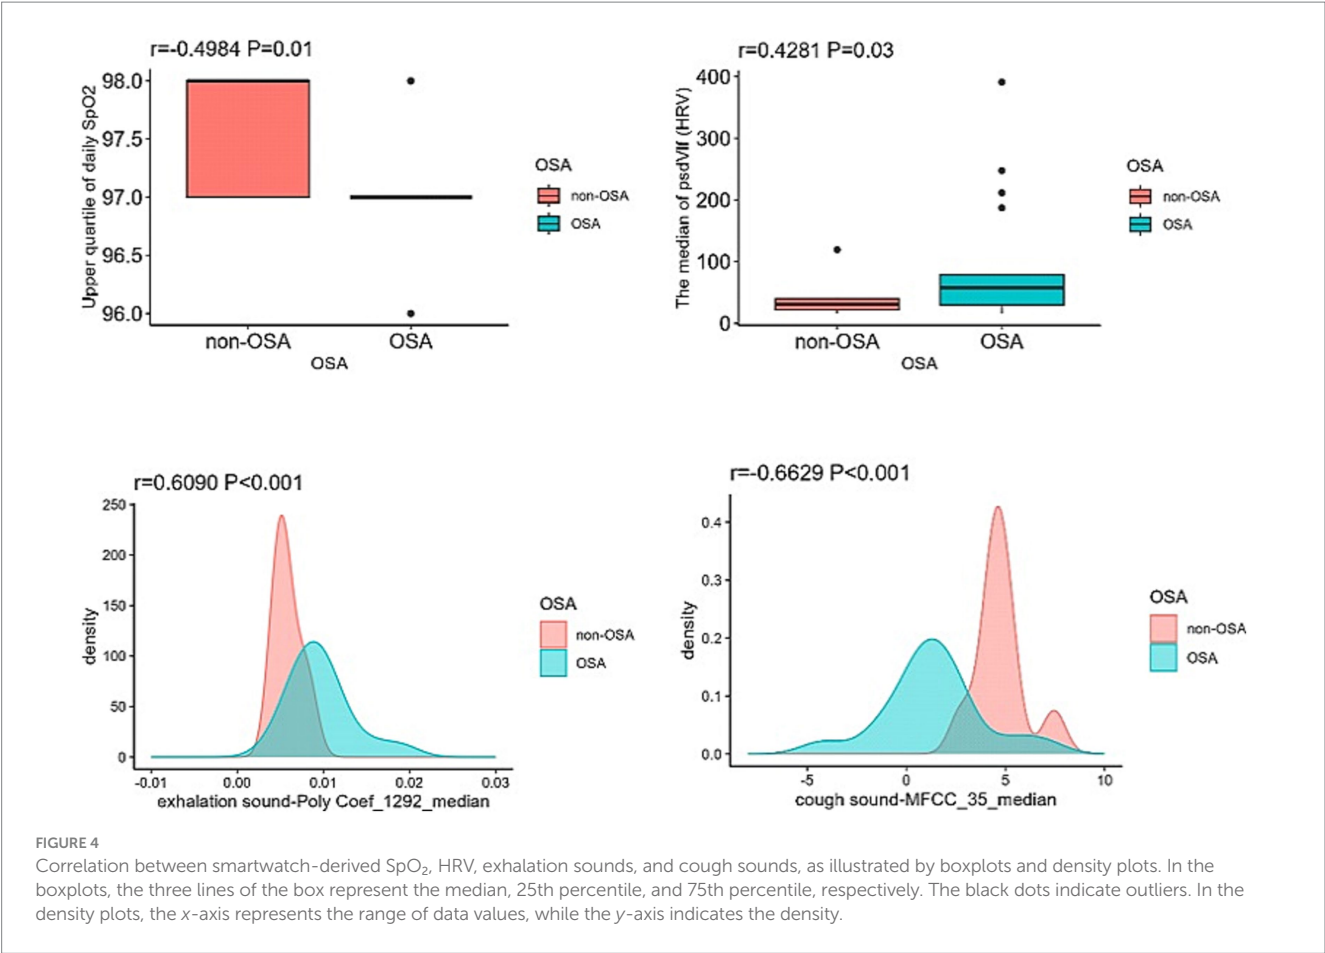 r=-0.4984 P=0.01
Upper quartile of daily SpO2
98.0
97.5
97.0
96.5
96.0
non-OSA
OSA
OSA
OSA
non-OSA
OSA
r=0.4281 P=0.03
The median of psdVlf (HRV)
400
300
200
100
0
non-OSA
OSA
OSA
OSA
non-OSA
OSA
r=0.6090 P<0.001
density
250
200
150
100
50
0
-0.01
0.00
0.01
0.02
0.03
exhalation sound-Poly Coef_1292_median
OSA
non-OSA
OSA
r=-0.6629 P<0.001
density
0.4
0.3
0.2
0.1
0.0
-5
0
5
10
cough sound-MFCC_35_median
OSA
non-OSA
OSA
FIGURE 4
Correlation between smartwatch-derived SpO₂, HRV, exhalation sounds, and cough sounds, as illustrated by boxplots and density plots. In the
boxplots, the three lines of the box represent the median, 25th percentile, and 75th percentile, respectively. The black dots indicate outliers. In the
density plots, the x-axis represents the range of data values, while the y-axis indicates the density.